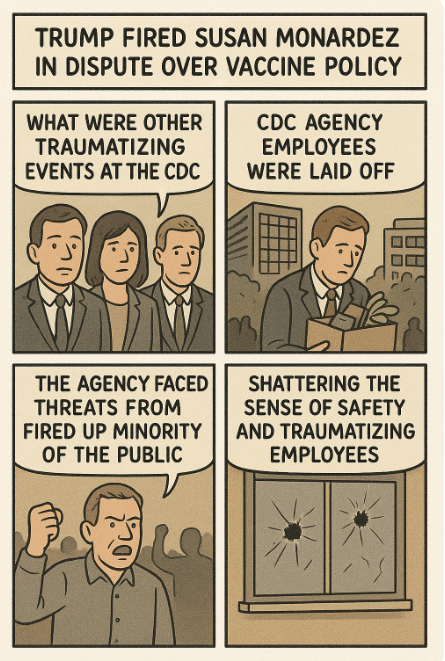 TRUMP FIRED SUSAN MONARDEZ
IN DISPUTE OVER VACCINE POLICY
WHAT WERE OTHER
TRAUMATIZING
EVENTS AT THE CDC
CDC AGENCY
EMPLOYEES
WERE LAID OFF
THE AGENCY FACED
THREATS FROM
FIRED UP MINORITY
OF THE PUBLIC
SHATTERING THE
SENSE OF SAFETY
AND TRAUMATIZING
EMPLOYEES